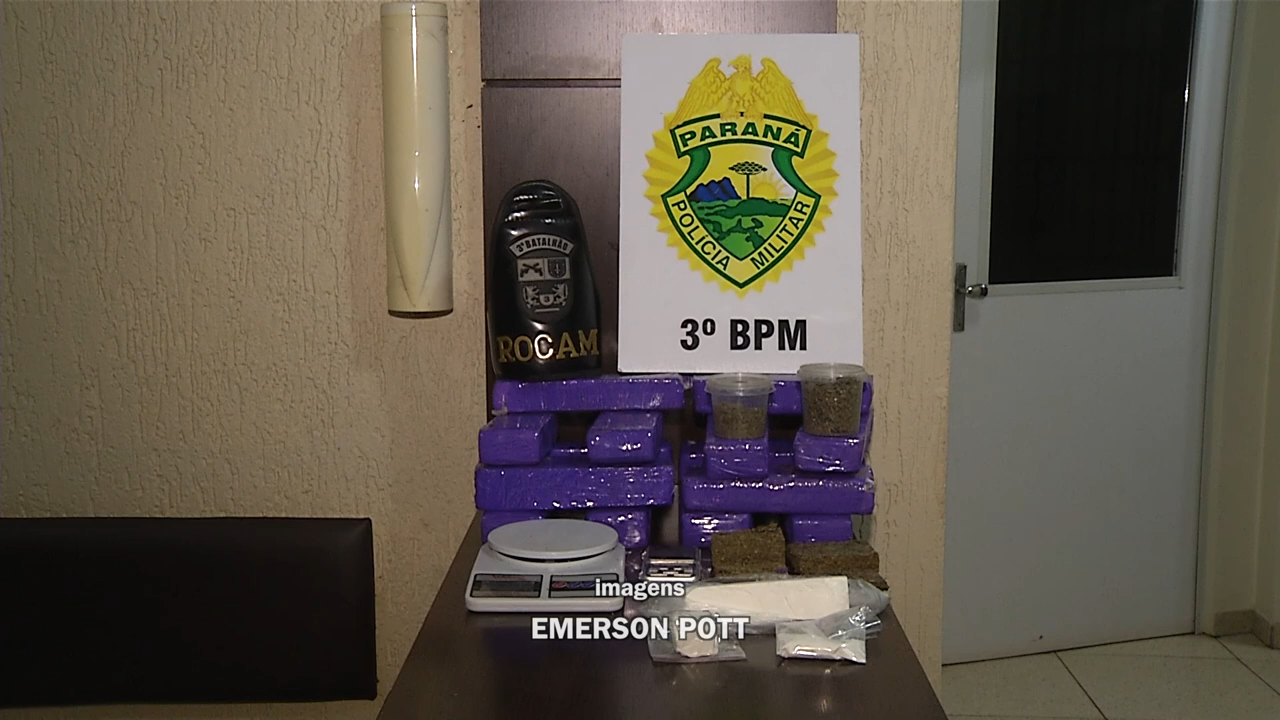 PARANÁ
POLÍCIA MILITAR
3º BATALHÃO
ROCAM
3º BPM
imagens
EMERSON POTT